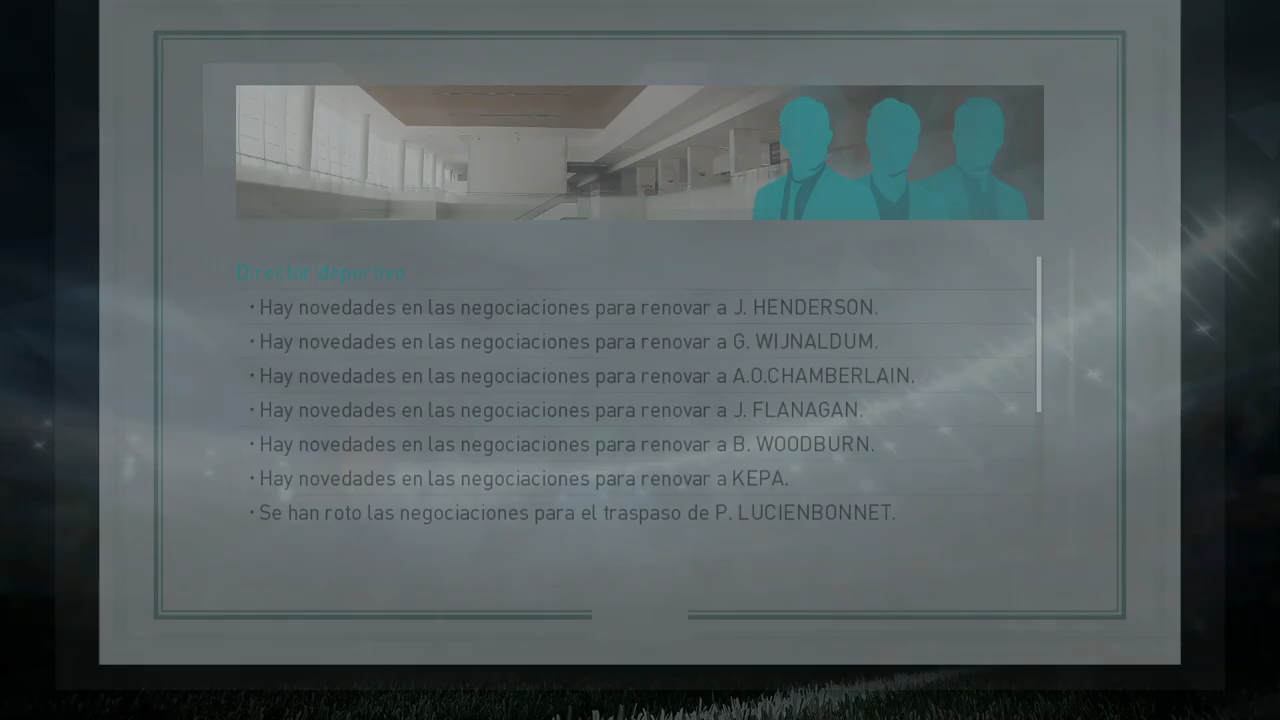 Director deportivo
· Hay novedades en las negociaciones para renovar a J. HENDERSON.
· Hay novedades en las negociaciones para renovar a G. WIJNALDUM.
· Hay novedades en las negociaciones para renovar a A.O.CHAMBERLAIN.
· Hay novedades en las negociaciones para renovar a J. FLANAGAN.
· Hay novedades en las negociaciones para renovar a B. WOODBURN.
· Hay novedades en las negociaciones para renovar a KEPA.
· Se han roto las negociaciones para el traspaso de P. LUCIENBONNET.